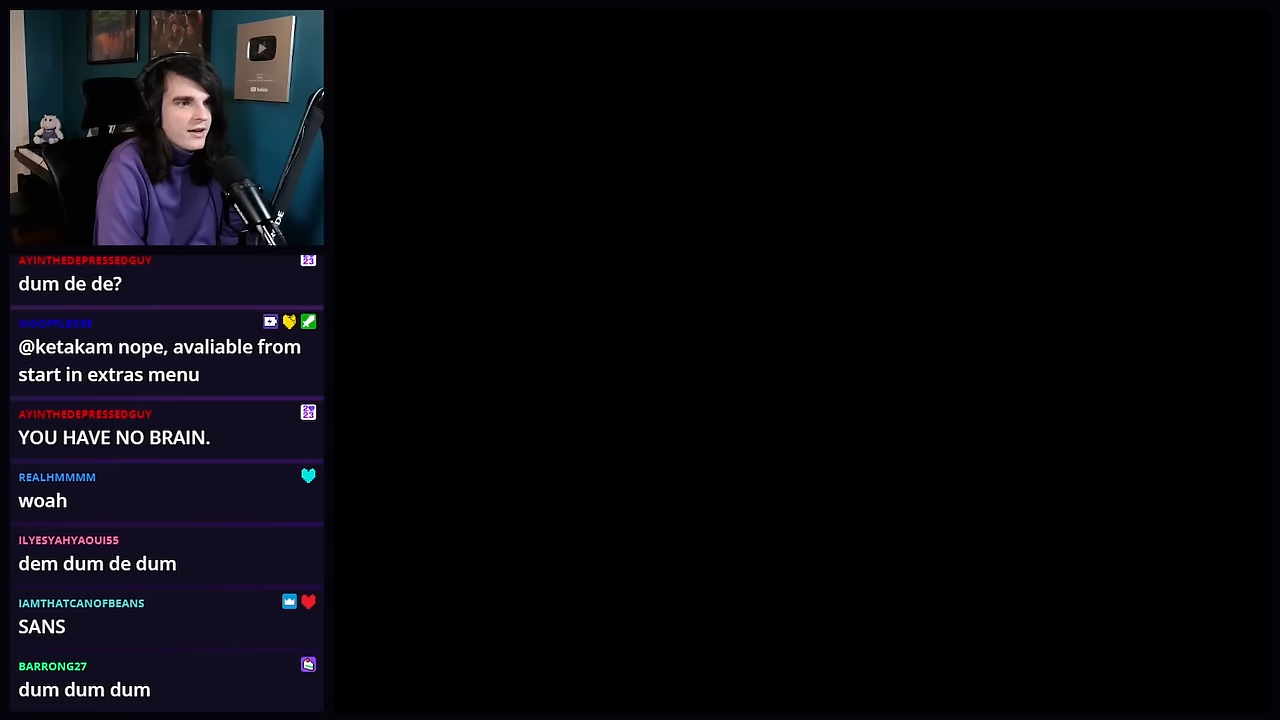 AYINTHEDEPRESSEDGUY
dum de de?
@ketakam nope, avaliable from
start in extras menu
AYINTHEDEPRESSEDGUY
YOU HAVE NO BRAIN.
REALHMMMM
woah
ILYESYAHYAOUI55
dem dum de dum
IAMTHATCANOFBEANS
SANS
BARRONG27
dum dum dum